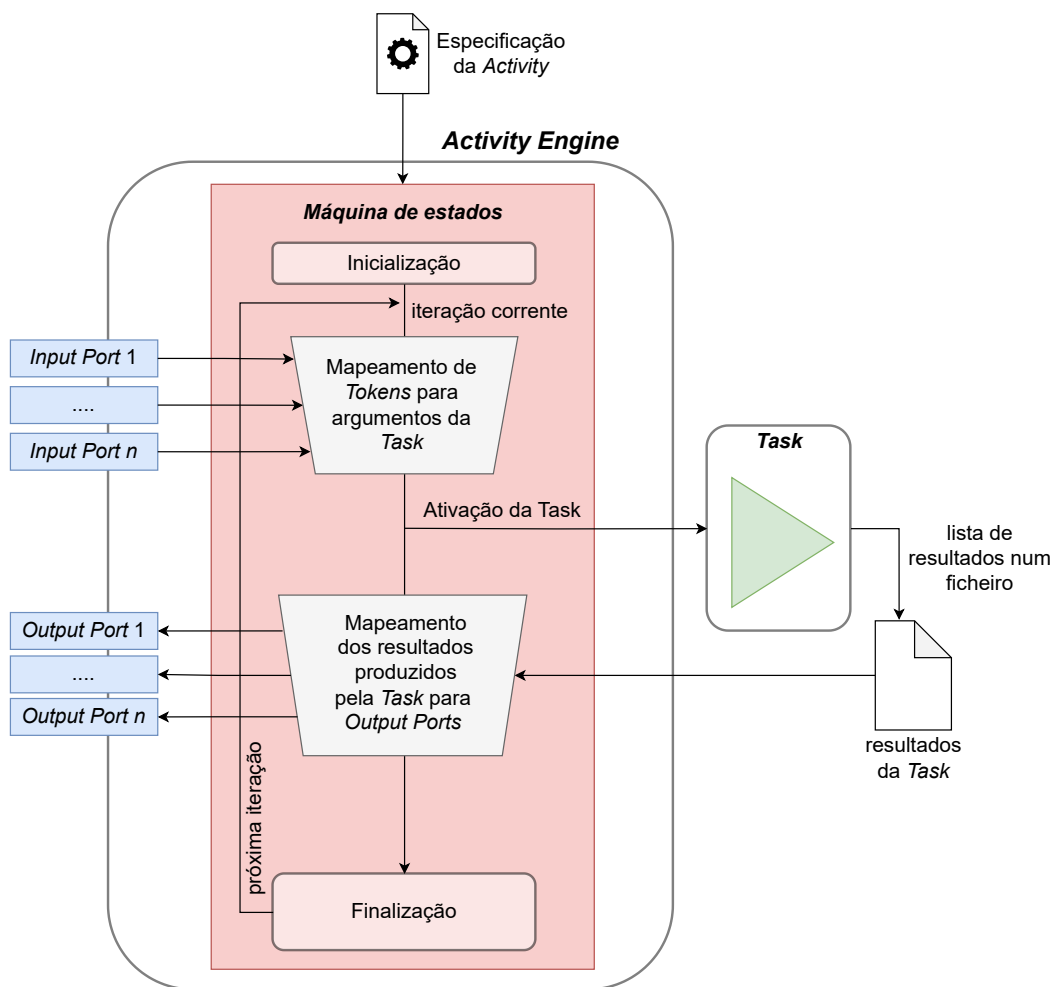 Especificação
da Activity
Activity Engine
Máquina de estados
Inicialização
iteração corrente
Input Port 1
....
Input Port n
Mapeamento de
Tokens para
argumentos da
Task
Task
Ativação da Task
lista de
resultados num
ficheiro
Output Port 1
....
Output Port n
Mapeamento
dos resultados
produzidos
pela Task para
Output Ports
resultados
da Task
próxima iteração
Finalização